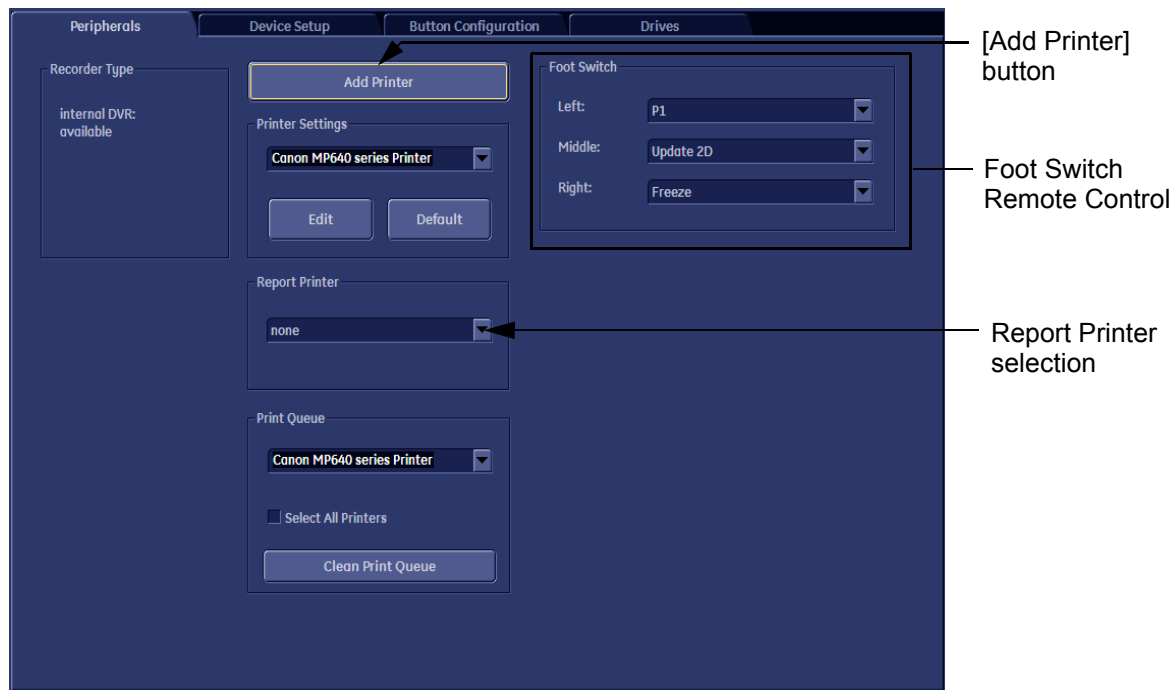 Peripherals
Device Setup
Button Configuration
Drives
Recorder Type
internal DVR:
available
Add Printer
Printer Settings
Canon MP640 series Printer
Edit
Default
Report Printer
none
Print Queue
Canon MP640 series Printer
Select All Printers
Clean Print Queue
Foot Switch
Left:
P1
Middle:
Update 2D
Right:
Freeze
[Add Printer]
button
Foot Switch
Remote Control
Report Printer
selection